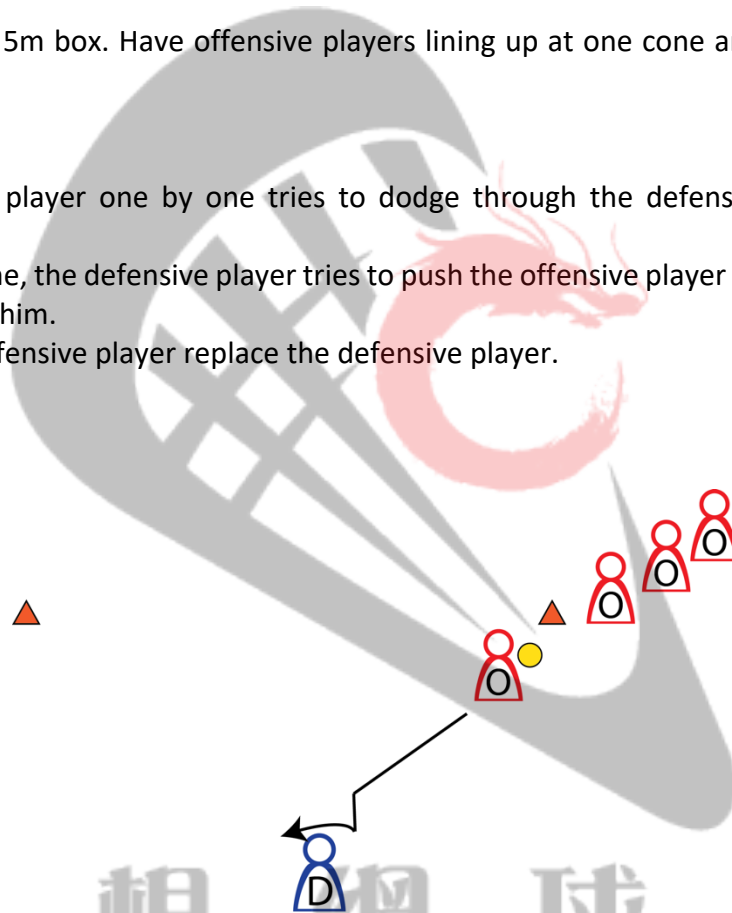 5m box. Have offensive players lining up at one cone a
player one by one tries to dodge through the defens
e, the defensive player tries to push the offensive player
him.
fensive player replace the defensive player.
O
O
O
O
D